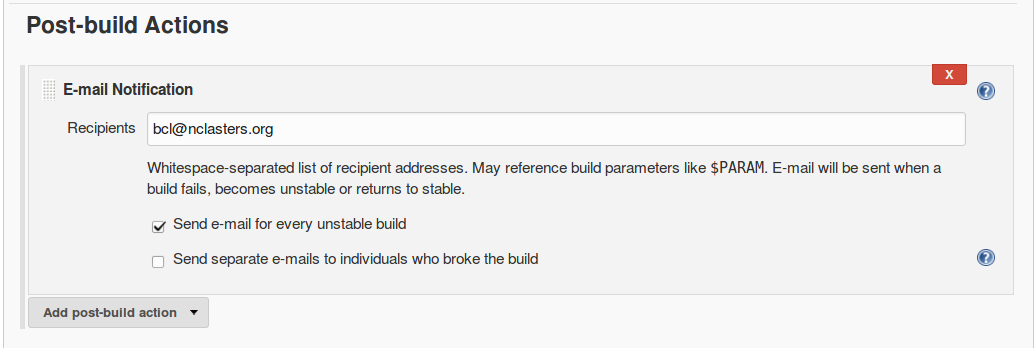 Post-build Actions
X
E-mail Notification
?
Recipients bcl@nclasters.org
Whitespace-separated list of recipient addresses. May reference build parameters like $PARAM. E-mail will be sent when a
build fails, becomes unstable or returns to stable.
Send e-mail for every unstable build
Send separate e-mails to individuals who broke the build
?
Add post-build action